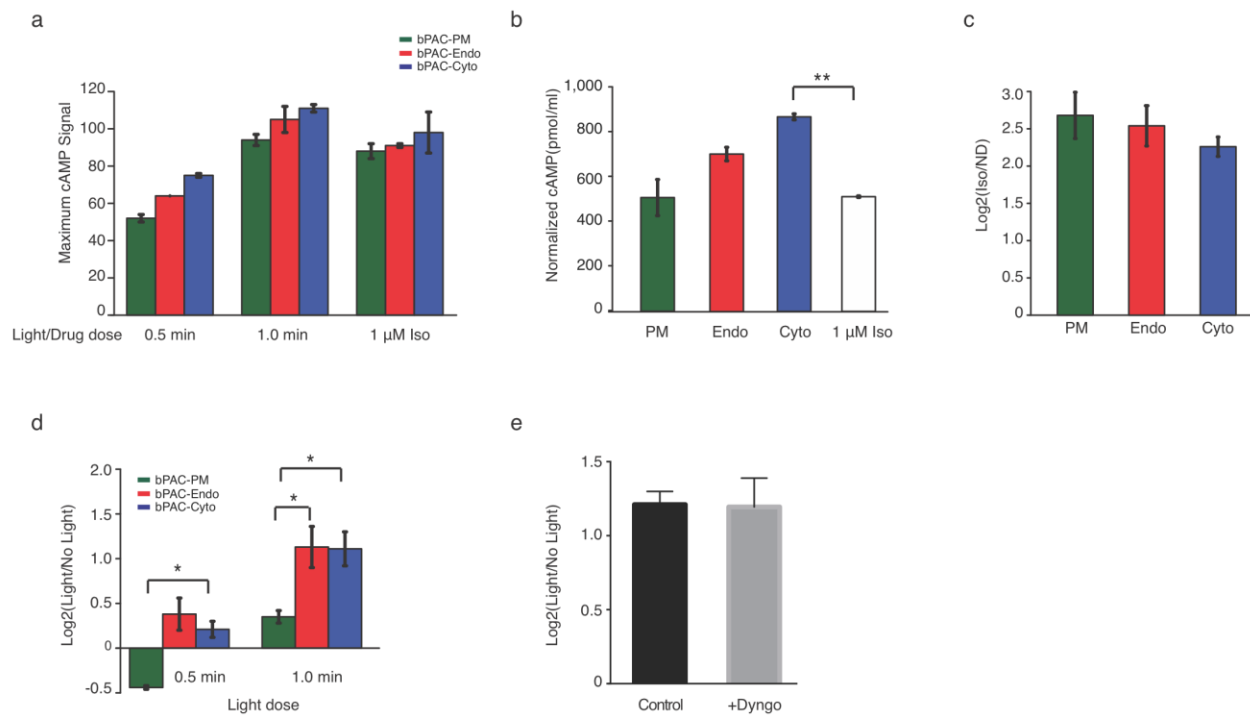 a
bPAC-PM
bPAC-Endo
bPAC-Cyto
Maximum cAMP Signal
120
100
80
60
40
20
0
Light/Drug dose
0.5 min
1.0 min
1 µM Iso
b
**
Normalized cAMP(pmol/ml)
1,000
800
600
400
200
0
PM
Endo
Cyto
1 µM Iso
c
Log2(Iso/ND)
3.0
2.5
2.0
1.5
1.0
0.5
0
PM
Endo
Cyto
d
bPAC-PM
bPAC-Endo
bPAC-Cyto
*
*
*
Log2(Light/No Light)
2.0
1.5
1.0
0.5
0
-0.5
0.5 min
1.0 min
Light dose
e
Log2(Light/No Light)
1.5
1.0
0.5
0
Control
+Dyngo